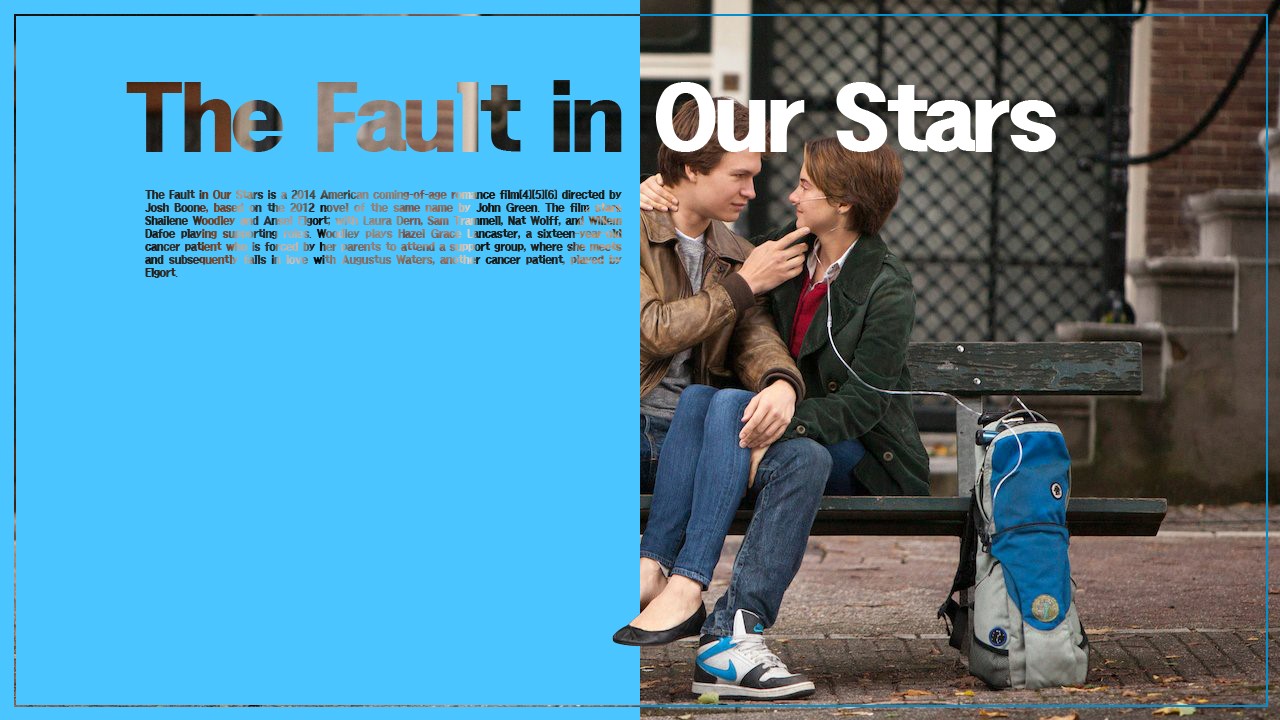 The Fault in Our Stars
The Fault in Our Stars is a 2014 American coming-of-age romance film[4][5][6] directed by
Josh Boone, based on the 2012 novel of the same name by John Green. The film stars
Shailene Woodley and Ansel Elgort; with Laura Dern, Sam Trammell, Nat Wolff, and Willem
Dafoe playing supporting roles. Woodley plays Hazel Grace Lancaster, a sixteen-year-old
cancer patient who is forced by her parents to attend a support group, where she meets
and subsequently falls in love with Augustus Waters, another cancer patient, played by
Elgort.